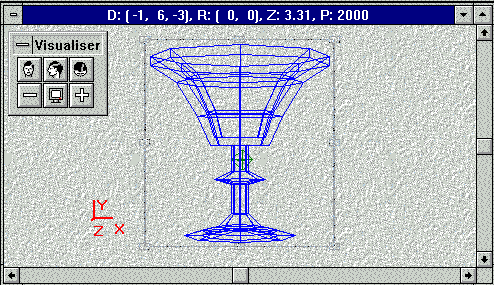 D: ( -1, 6, -3), R: ( 0, 0), Z: 3.31, P: 2000
Visualiser
Y
Z X